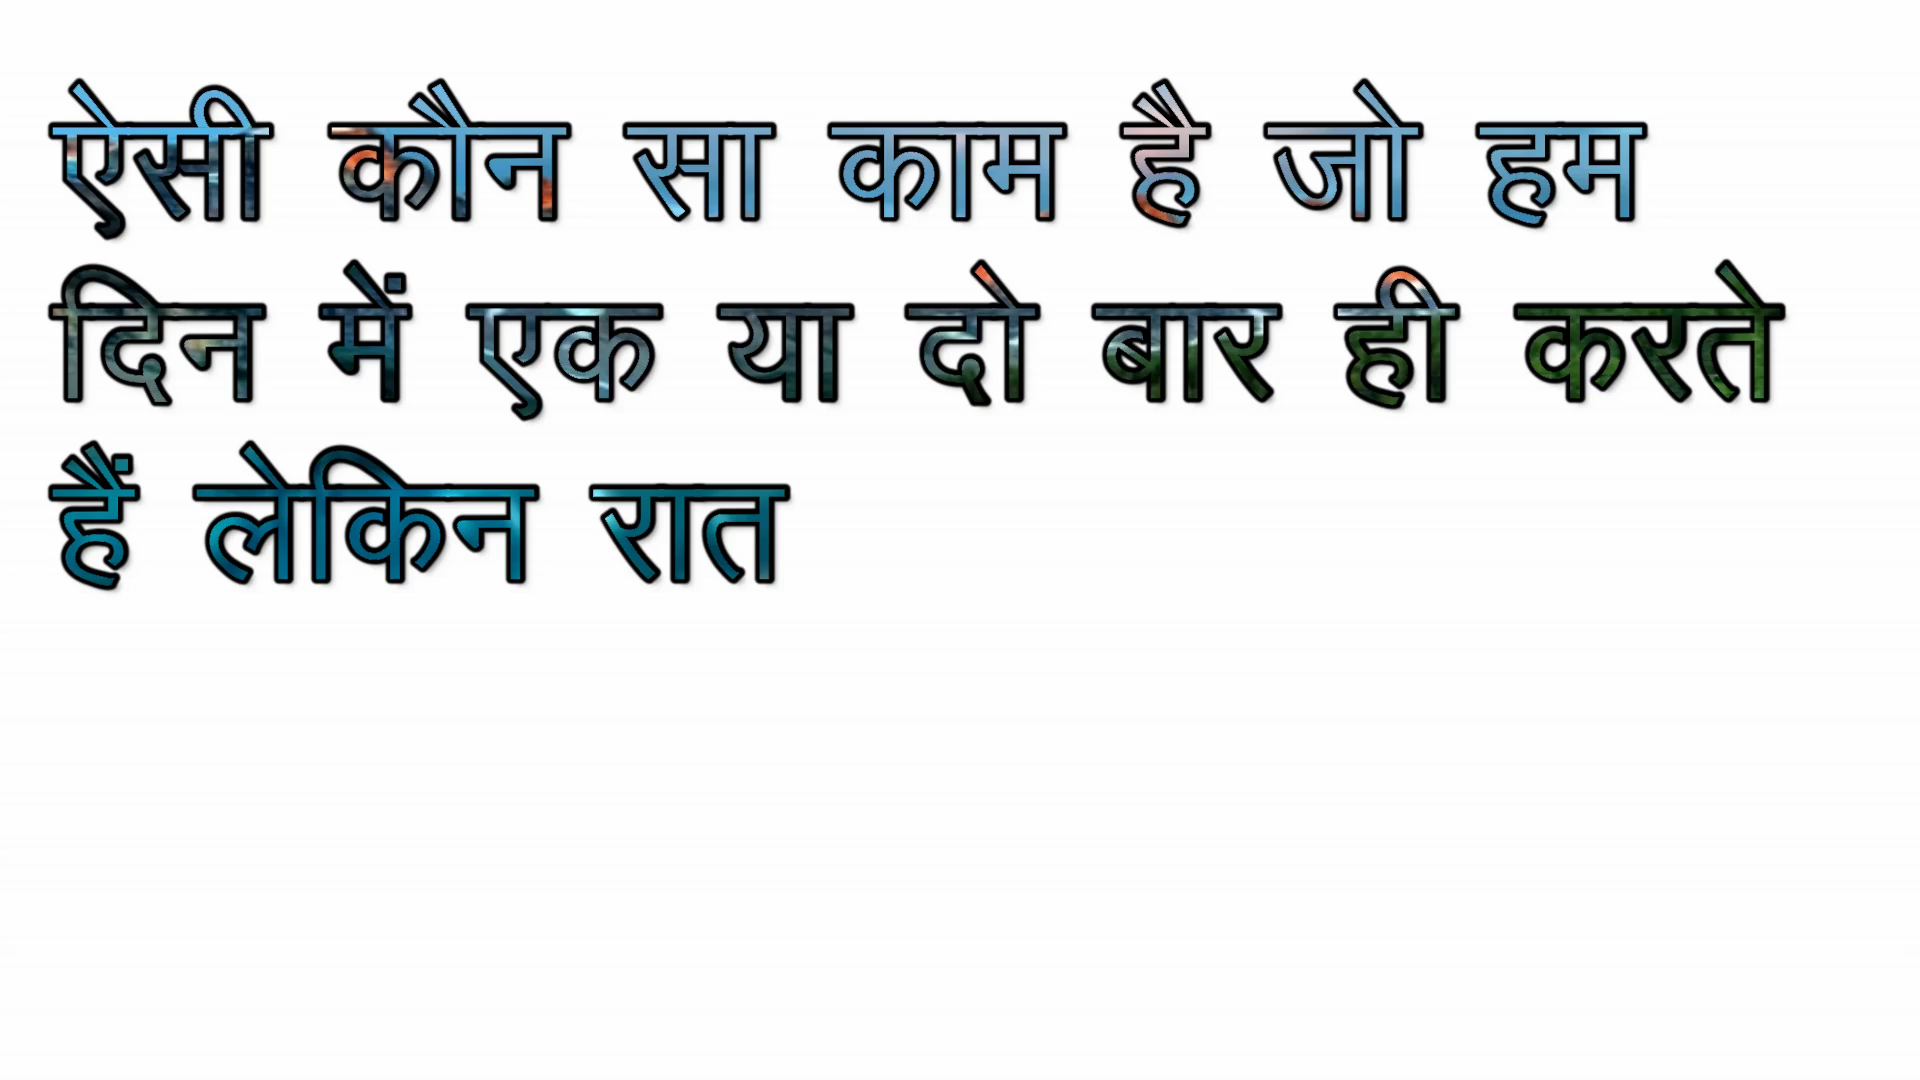 ऐसी कौन सा काम है जो हम
दिन में एक या दो बार ही करते
हैं लेकिन रात